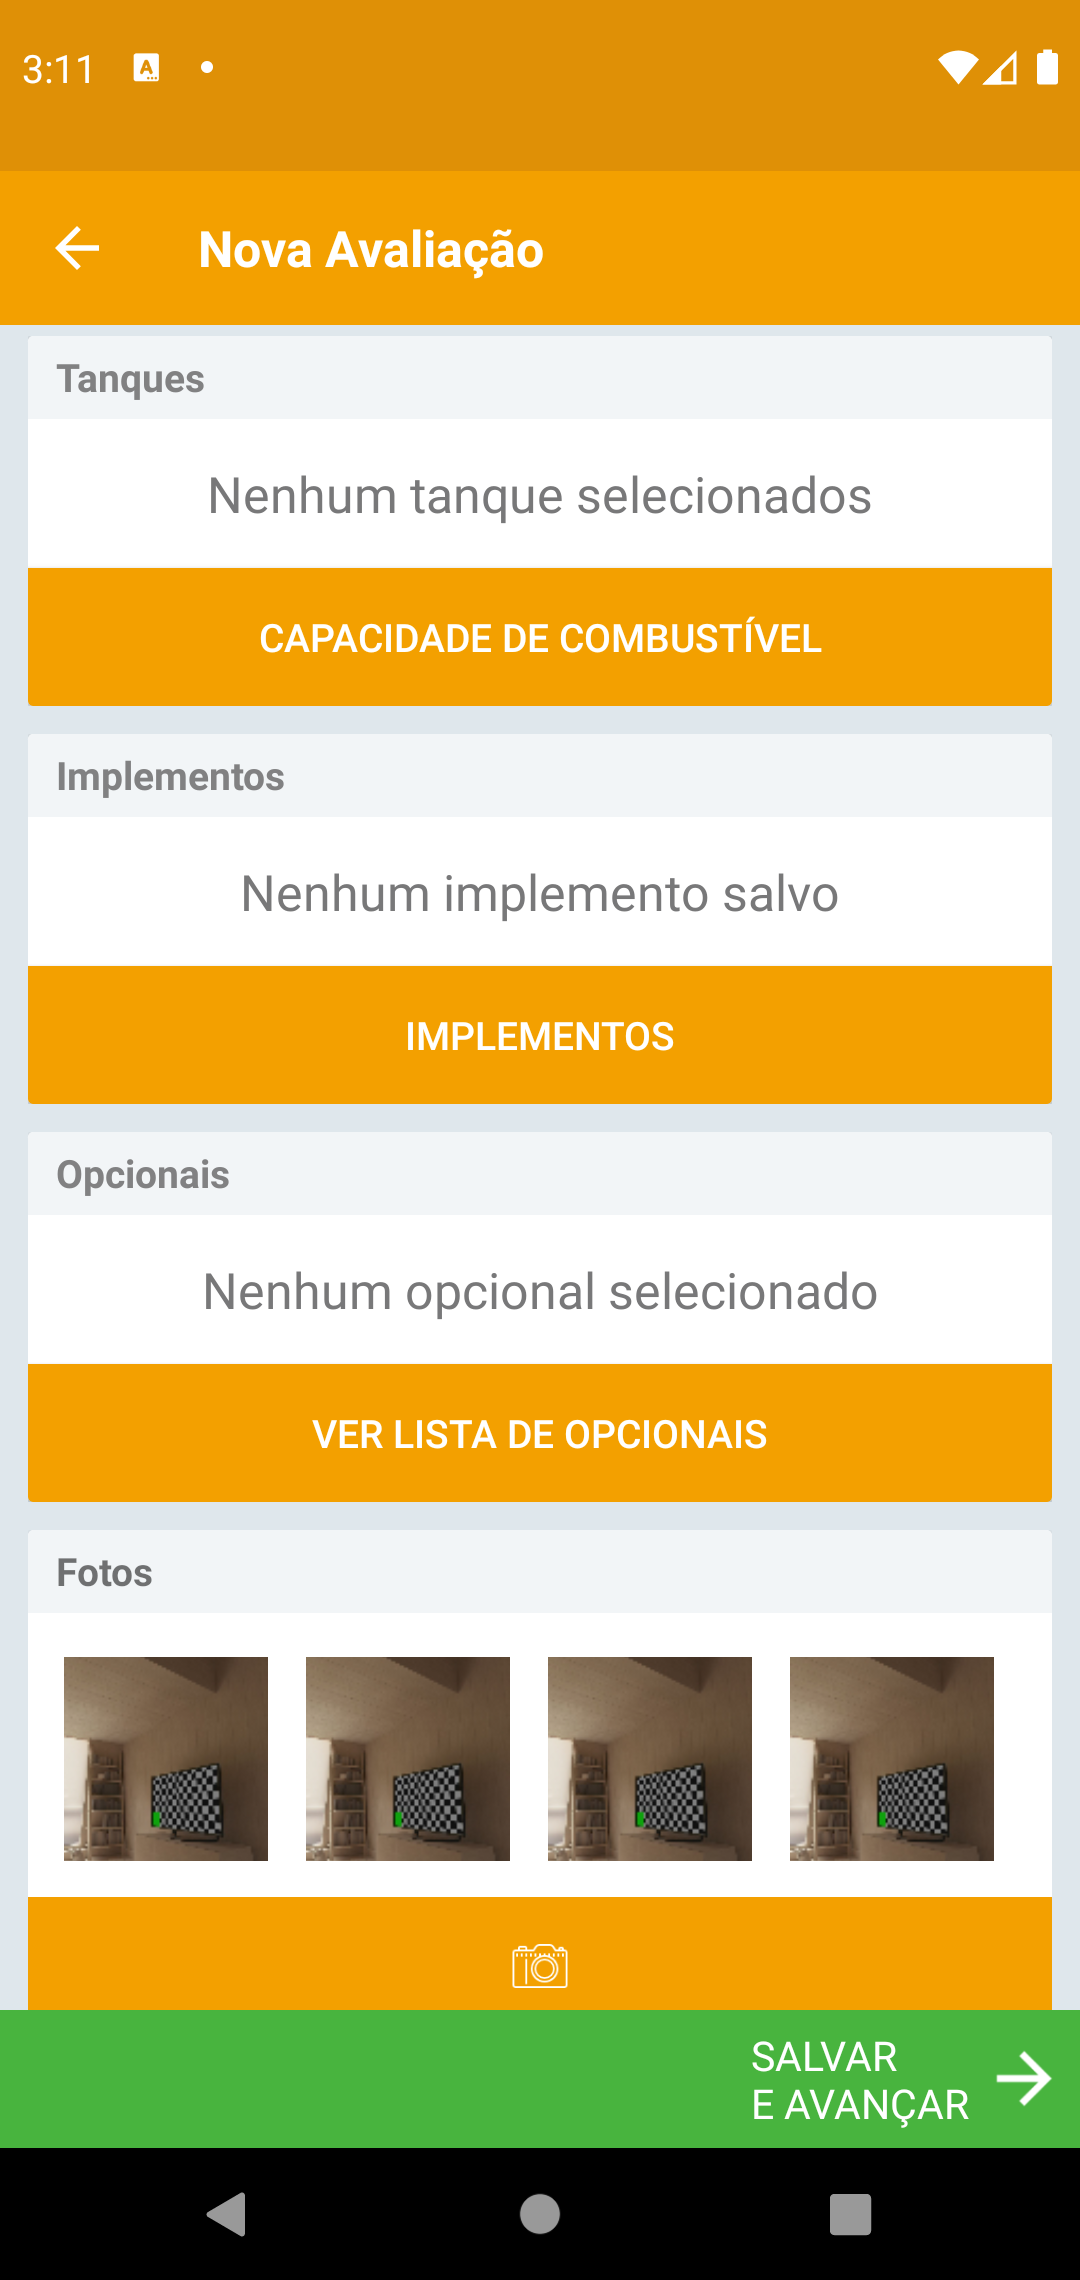 3:11
Nova Avaliação
Tanques
Nenhum tanque selecionados
CAPACIDADE DE COMBUSTÍVEL
Implementos
Nenhum implemento salvo
IMPLEMENTOS
Opcionais
Nenhum opcional selecionado
VER LISTA DE OPCIONAIS
Fotos
SALVAR
E AVANÇAR